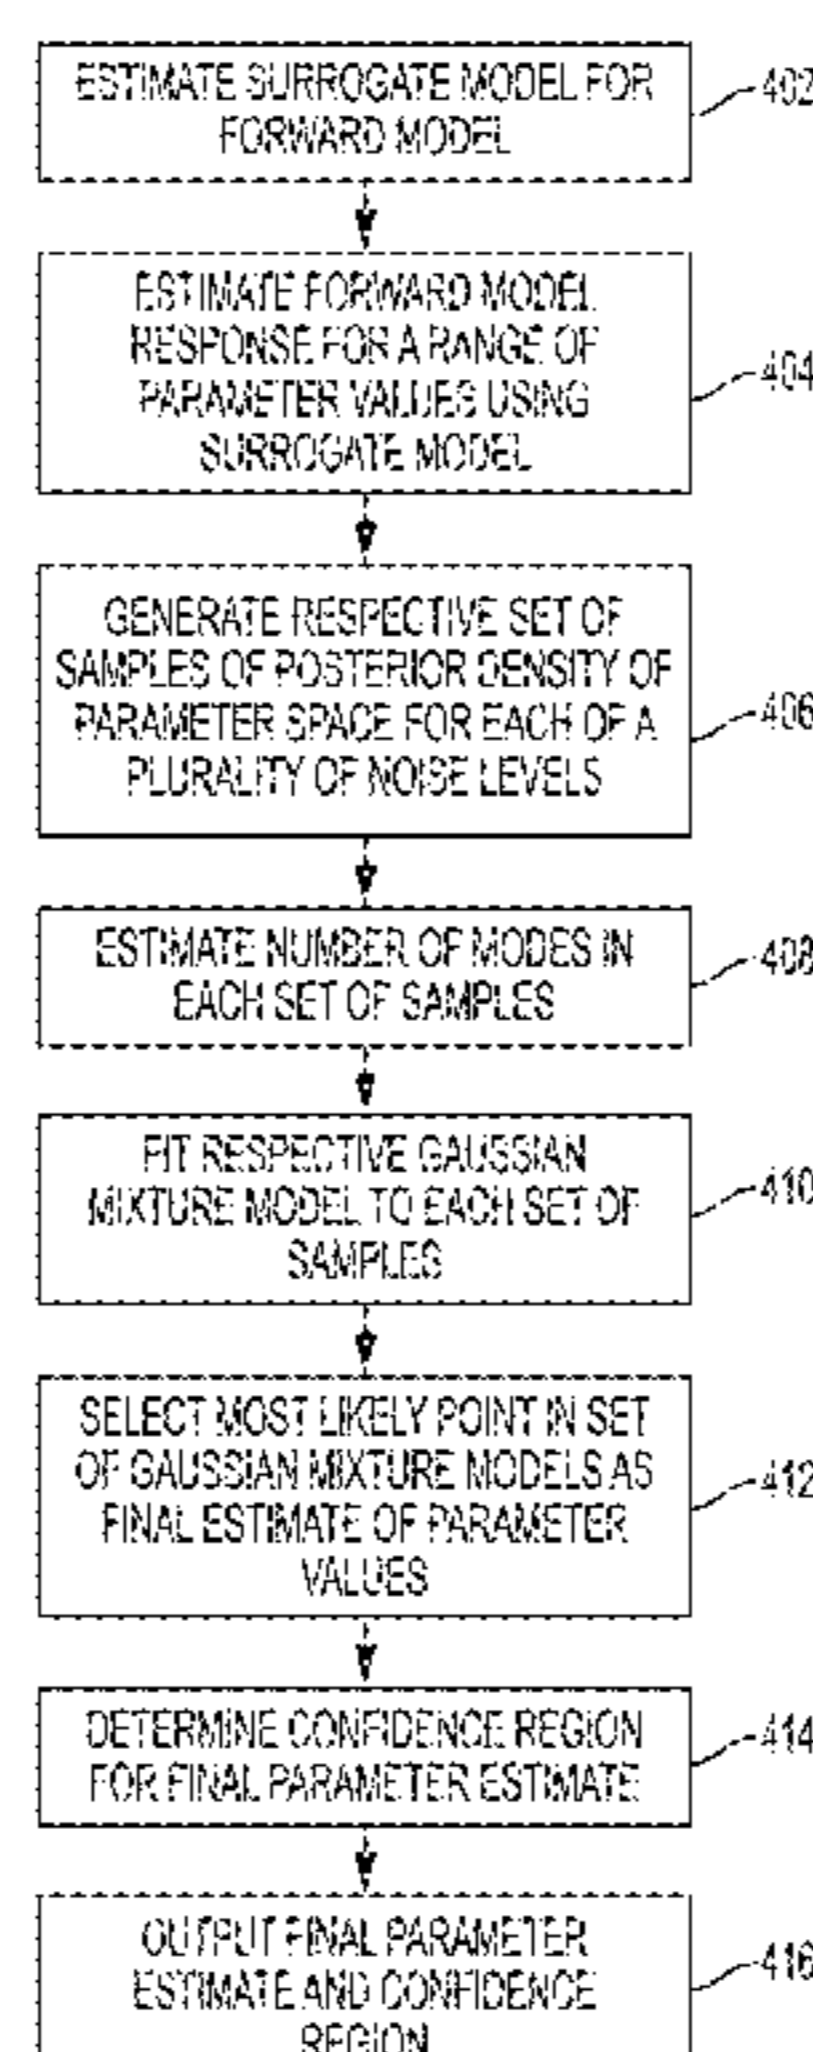 ESTIMATE SURROGATE MODEL FOR
FORWARD MODEL
402
ESTIMATE FORWARD MODEL
RESPONSE FOR A RANGE OF
PARAMETER VALUES USING
SURROGATE MODEL
404
GENERATE RESPECTIVE SET OF
SAMPLES OF POSTERIOR DENSITY OF
PARAMETER SPACE FOR EACH OF A
PLURALITY OF NOISE LEVELS
406
ESTIMATE NUMBER OF MODES IN
EACH SET OF SAMPLES
408
FIT RESPECTIVE GAUSSIAN
MIXTURE MODEL TO EACH SET OF
SAMPLES
410
SELECT MOST LIKELY POINT IN SET
OF GAUSSIAN MIXTURE MODELS AS
FINAL ESTIMATE OF PARAMETER
VALUES
412
DETERMINE CONFIDENCE REGION
FOR FINAL PARAMETER ESTIMATE
414
OUTPUT FINAL PARAMETER
ESTIMATE AND CONFIDENCE
REGION
416